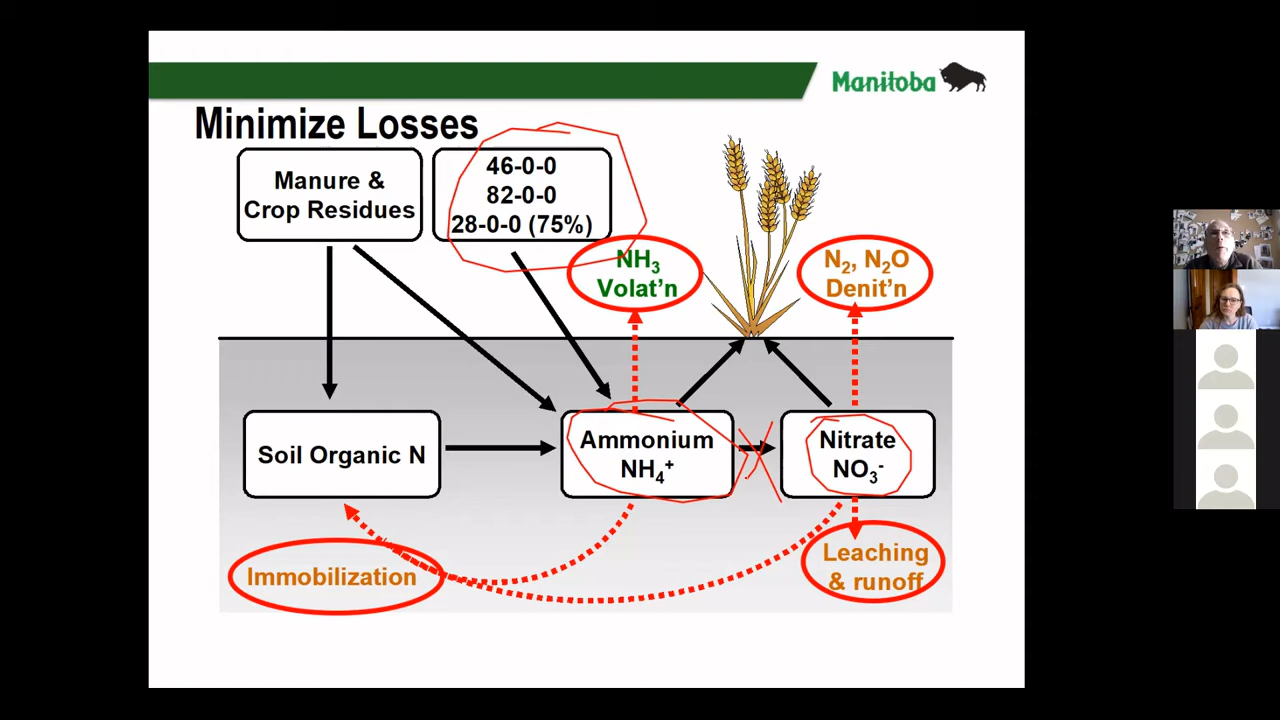 Manitoba
Minimize Losses
Manure &
Crop Residues
46-0-0
82-0-0
28-0-0 (75%)
NH₃
Volat'n
N₂, N₂O
Denit'n
Soil Organic N
Ammonium
NH₄⁺
Nitrate
NO₃⁻
Immobilization
Leaching
& runoff